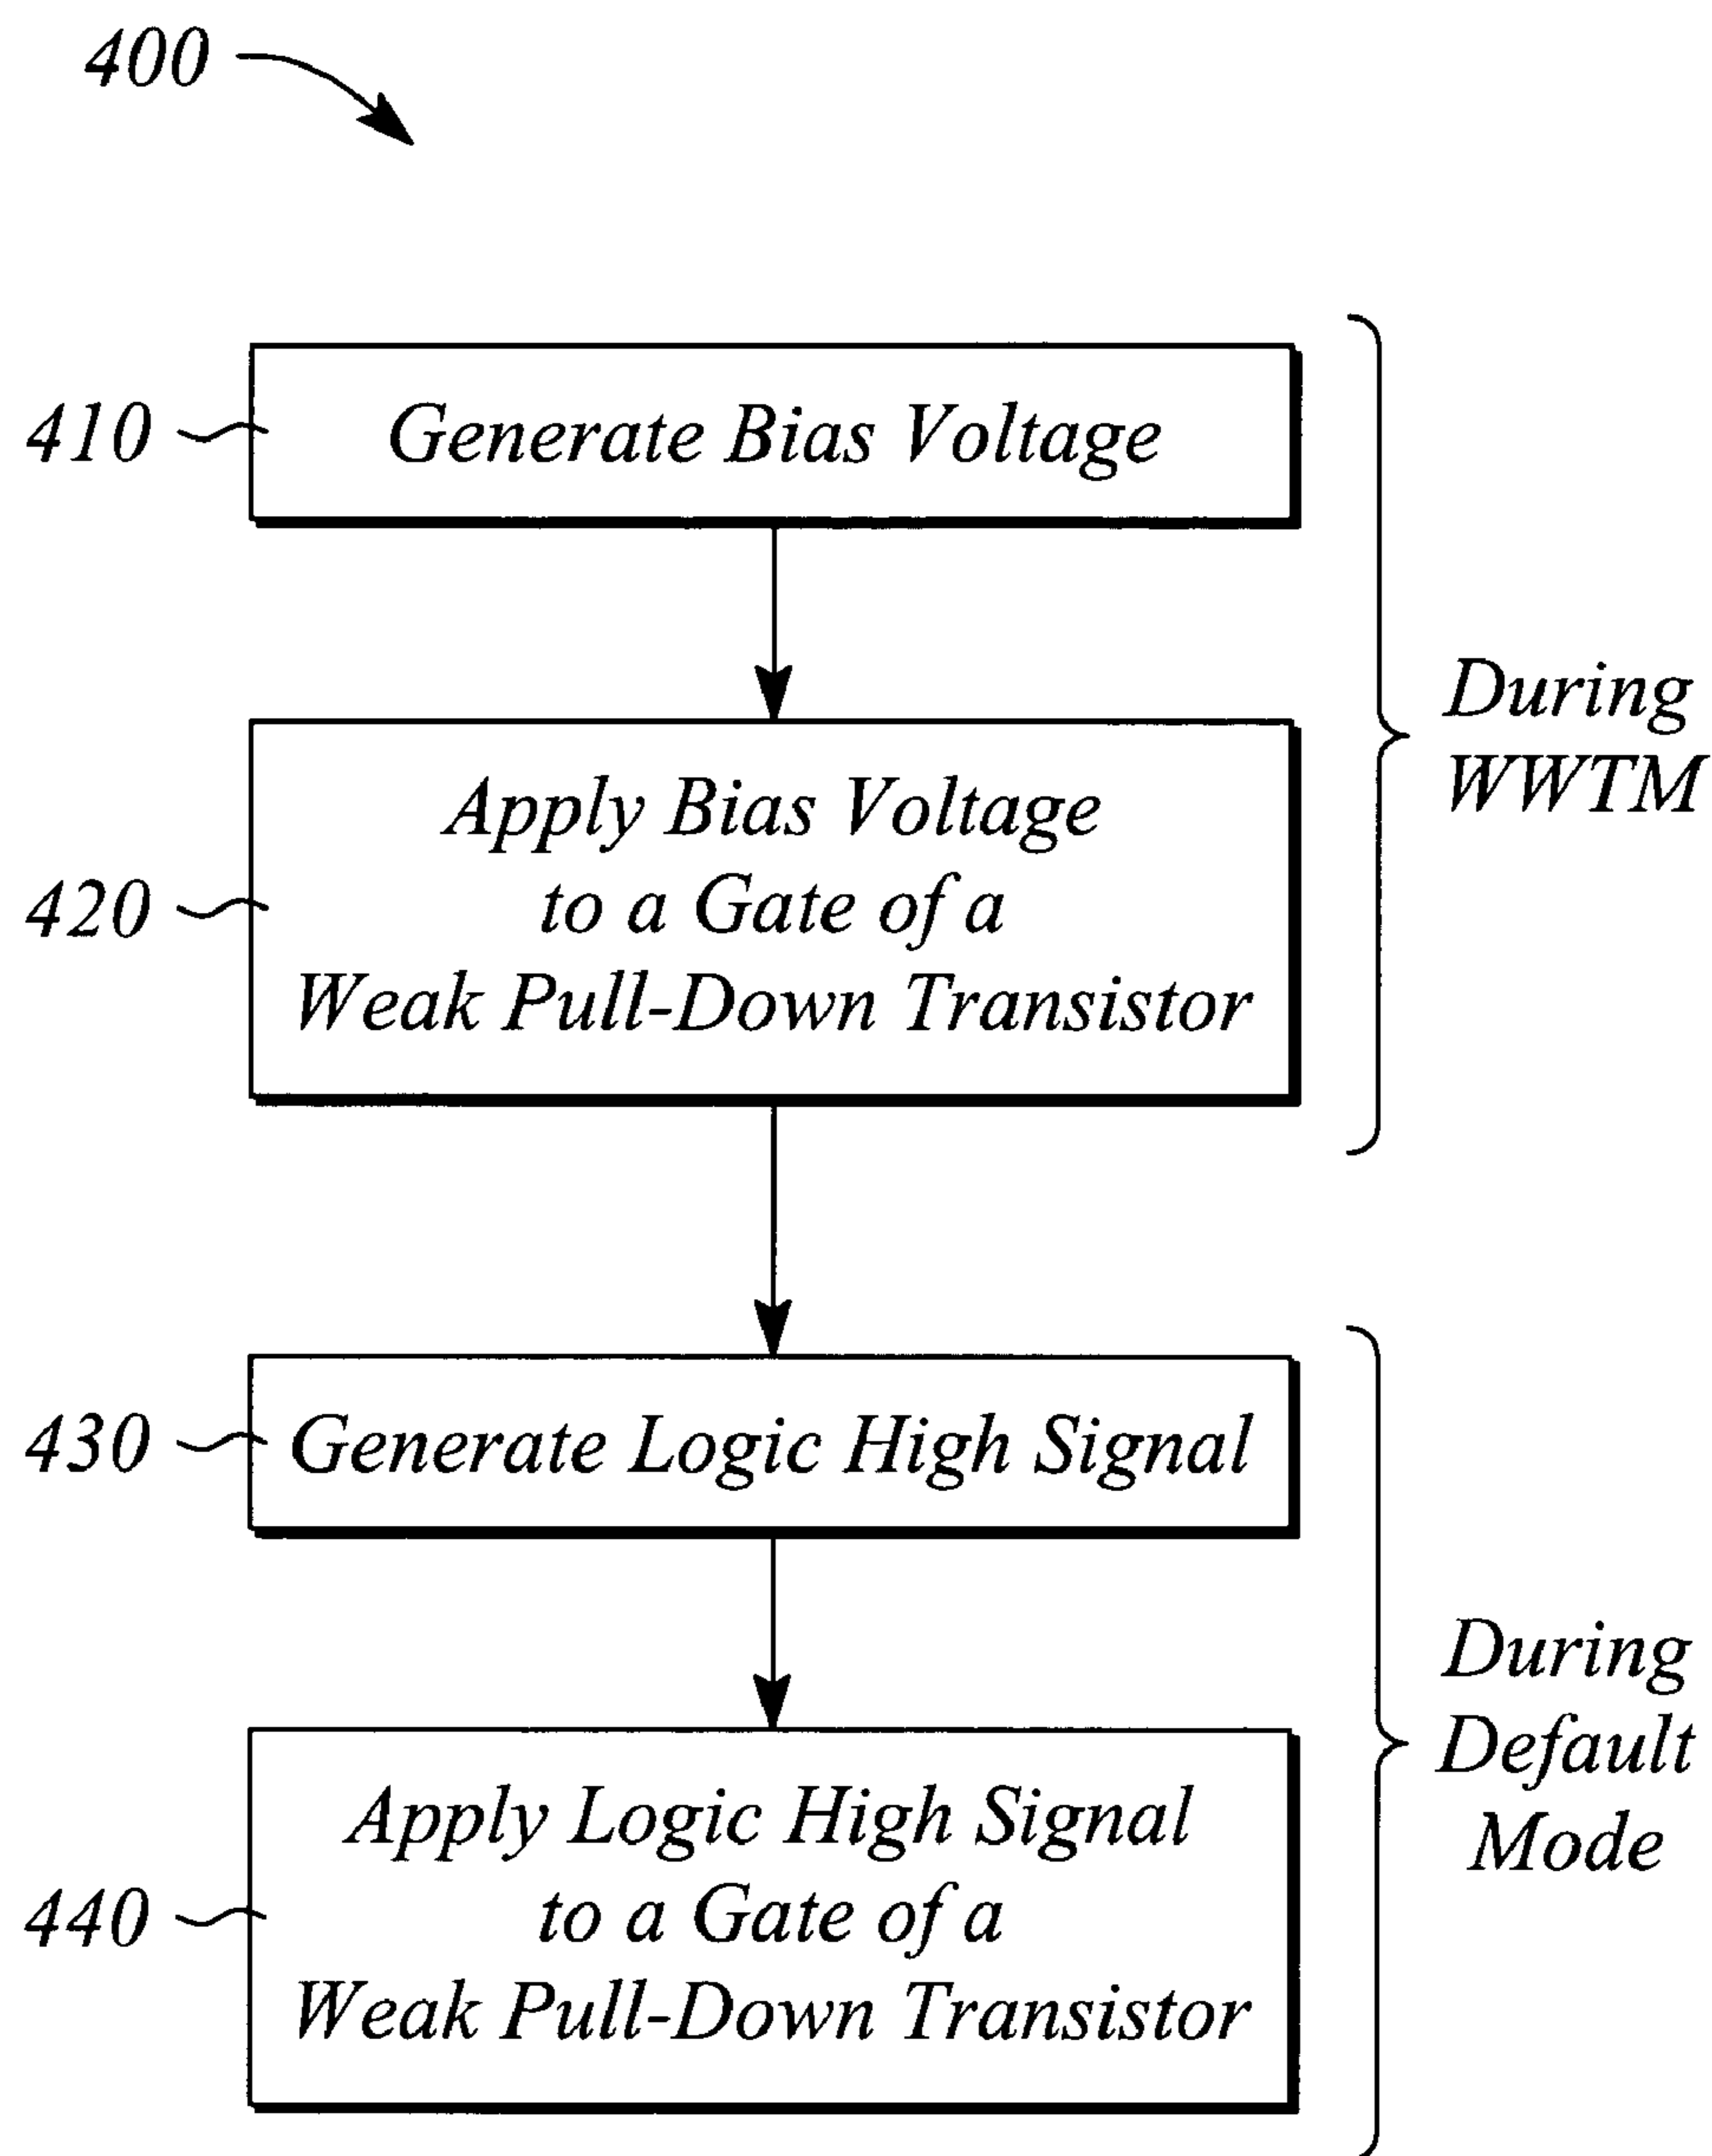 400
410
Generate Bias Voltage
During
WWTM
420
Apply Bias Voltage
to a Gate of a
Weak Pull-Down Transistor
430
Generate Logic High Signal
During
Default
Mode
440
Apply Logic High Signal
to a Gate of a
Weak Pull-Down Transistor